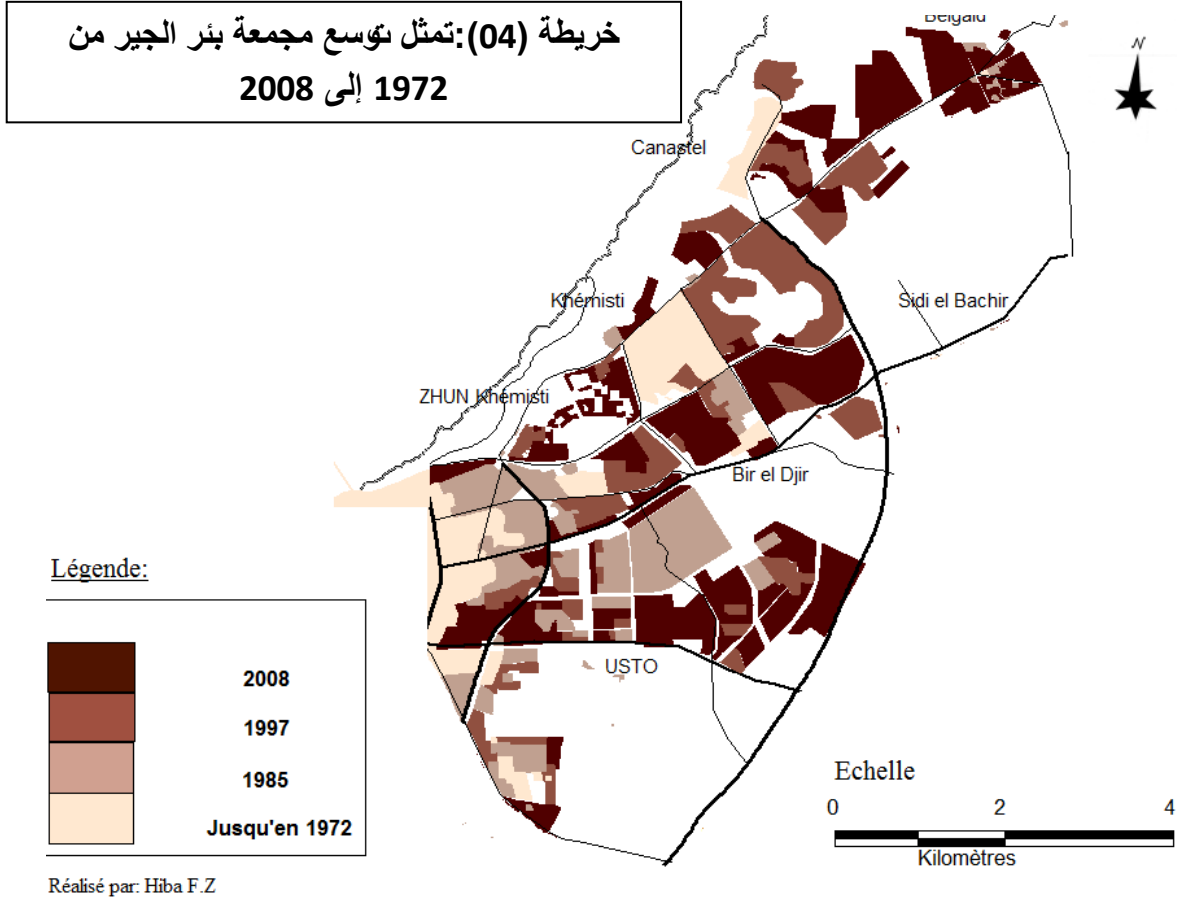 خريطة (04):تمثل توسع مجمعة بئر الجير من
1972 إلى 2008
Belgaid
N
Canastel
Khémisti
Sidi el Bachir
ZHUN Khémisti
Bir el Djir
USTO
Légende:
2008
1997
1985
Jusqu'en 1972
Echelle
0 2 4
Kilomètres
Réalisé par: Hiba F.Z